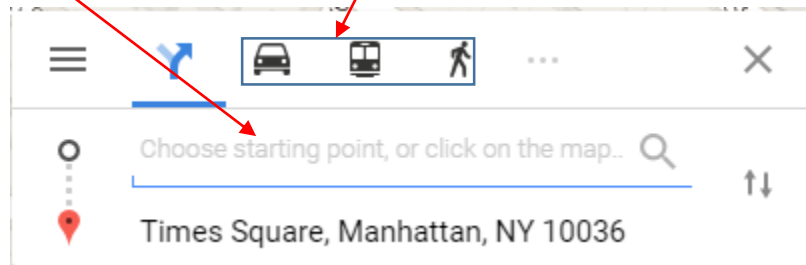 Choose starting point, or click on the map..
Times Square, Manhattan, NY 10036